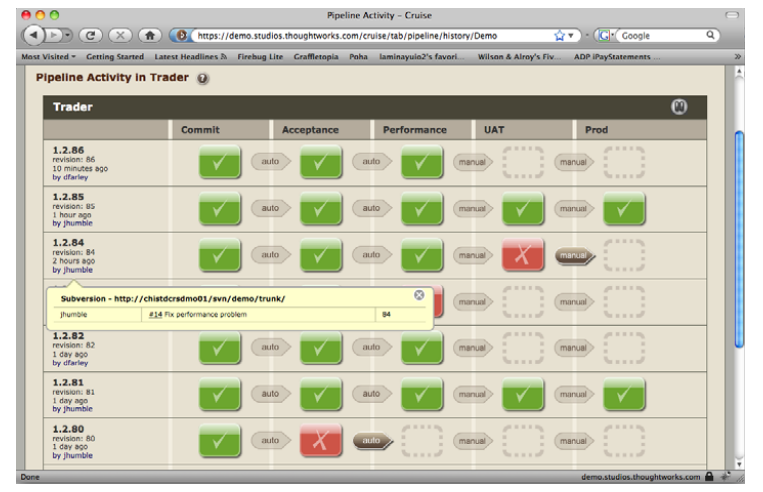 Pipeline Activity – Cruise
https://demo.studios.thoughtworks.com/cruise/tab/pipeline/history/Demo
Google
Most Visited Getting Started Latest Headlines Firebug Lite Graffletopia Poha laminayuio2's favori... Wilson & Alroy's Fiv... ADP iPayStatements ...
Pipeline Activity in Trader
Trader
Commit Acceptance Performance UAT Prod
1.2.86
revision: 86
10 minutes ago
by dfarley
auto auto manual manual
1.2.85
revision: 85
1 hour ago
by jhumble
auto auto manual manual
1.2.84
revision: 84
2 hours ago
by jhumble
auto auto manual manual
Subversion - http://chistdcrsdmo01/svn/demo/trunk/
jhumble #14 Fix performance problem 84
manual manual
1.2.82
revision: 82
1 day ago
by dfarley
auto auto manual manual
1.2.81
revision: 81
1 day ago
by jhumble
auto auto manual manual
1.2.80
revision: 80
1 day ago
by jhumble
auto auto manual manual
Done
demo.studios.thoughtworks.com